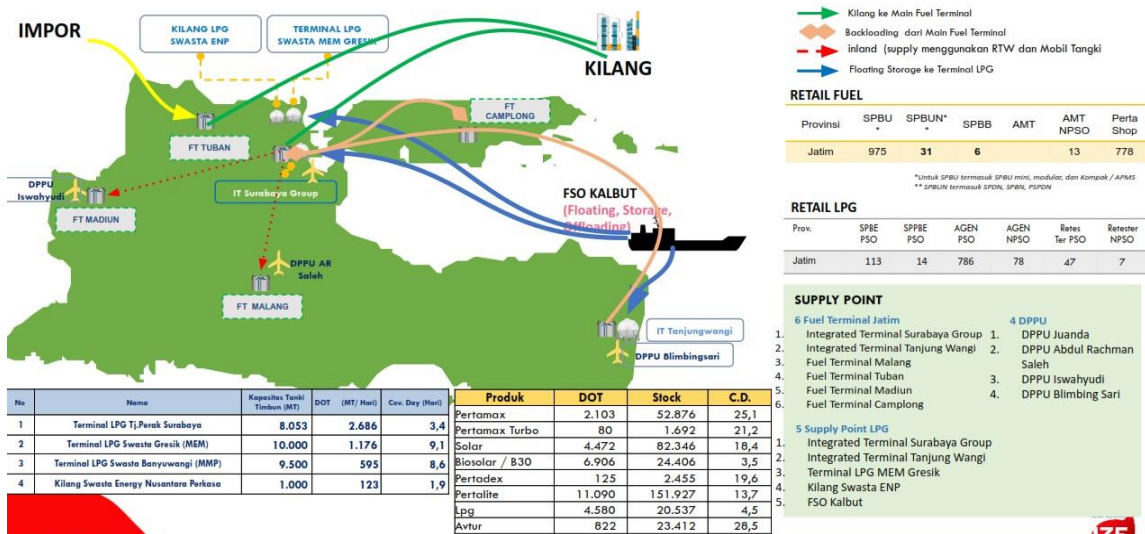 IMPOR
KILANG LPG
SWASTA ENP
TERMINAL LPG
SWASTA MEM GRESIK
KILANG
FT TUBAN
FT
CAMPLONG
DPPU
Iswahyudi
FT MADIUN
IT Surabaya Group
FSO KALBUT
(Floating, Storage,
Offloading)
DPPU AR
Saleh
FT MALANG
IT Tanjungwangi
DPPU Blimbingsari
Kilang ke Main Fuel Terminal
Backloading dari Main Fuel Terminal
inland (supply menggunakan RTW dan Mobil Tangki
Floating Storage ke Terminal LPG
RETAIL FUEL
Provinsi SPBU * SPBUN* * SPBB AMT AMT NPSO Perta Shop
Jatim 975 31 6 13 778
*Untuk SPBU termasuk SPBU mini, modular, dan Kompak / APMS
** SPBUN termasuk SPDN, SPBN, PSPDN
RETAIL LPG
Prov. SPBE PSO SPPBE PSO AGEN PSO AGEN NPSO Retes Ter PSO Retester NPSO
Jatim 113 14 786 78 47 7
SUPPLY POINT
6 Fuel Terminal Jatim
1. Integrated Terminal Surabaya Group
2. Integrated Terminal Tanjung Wangi
3. Fuel Terminal Malang
4. Fuel Terminal Tuban
5. Fuel Terminal Madiun
6. Fuel Terminal Camplong
4 DPPU
1. DPPU Juanda
2. DPPU Abdul Rachman
Saleh
3. DPPU Iswahyudi
4. DPPU Blimbing Sari
5 Supply Point LPG
1. Integrated Terminal Surabaya Group
2. Integrated Terminal Tanjung Wangi
3. Terminal LPG MEM Gresik
4. Kilang Swasta ENP
5. FSO Kalbut
No Nama Kapasitas Tanki Timbun (MT) DOT (MT/ Hari) Cov. Day (Hari)
1 Terminal LPG Tj.Perak Surabaya 8.053 2.686 3,4
2 Terminal LPG Swasta Gresik (MEM) 10.000 1.176 9,1
3 Terminal LPG Swasta Banyuwangi (MMP) 9.500 595 8,6
4 Kilang Swasta Energy Nusantara Perkasa 1.000 123 1,9
Produk DOT Stock C.D.
Pertamax 2.103 52.876 25,1
Pertamax Turbo 80 1.692 21,2
Solar 4.472 82.346 18,4
Biosolar / B30 6.906 24.406 3,5
Pertadex 125 2.455 19,6
Pertalite 11.090 151.927 13,7
Lpg 4.580 20.537 4,5
Avtur 822 23.412 28,5